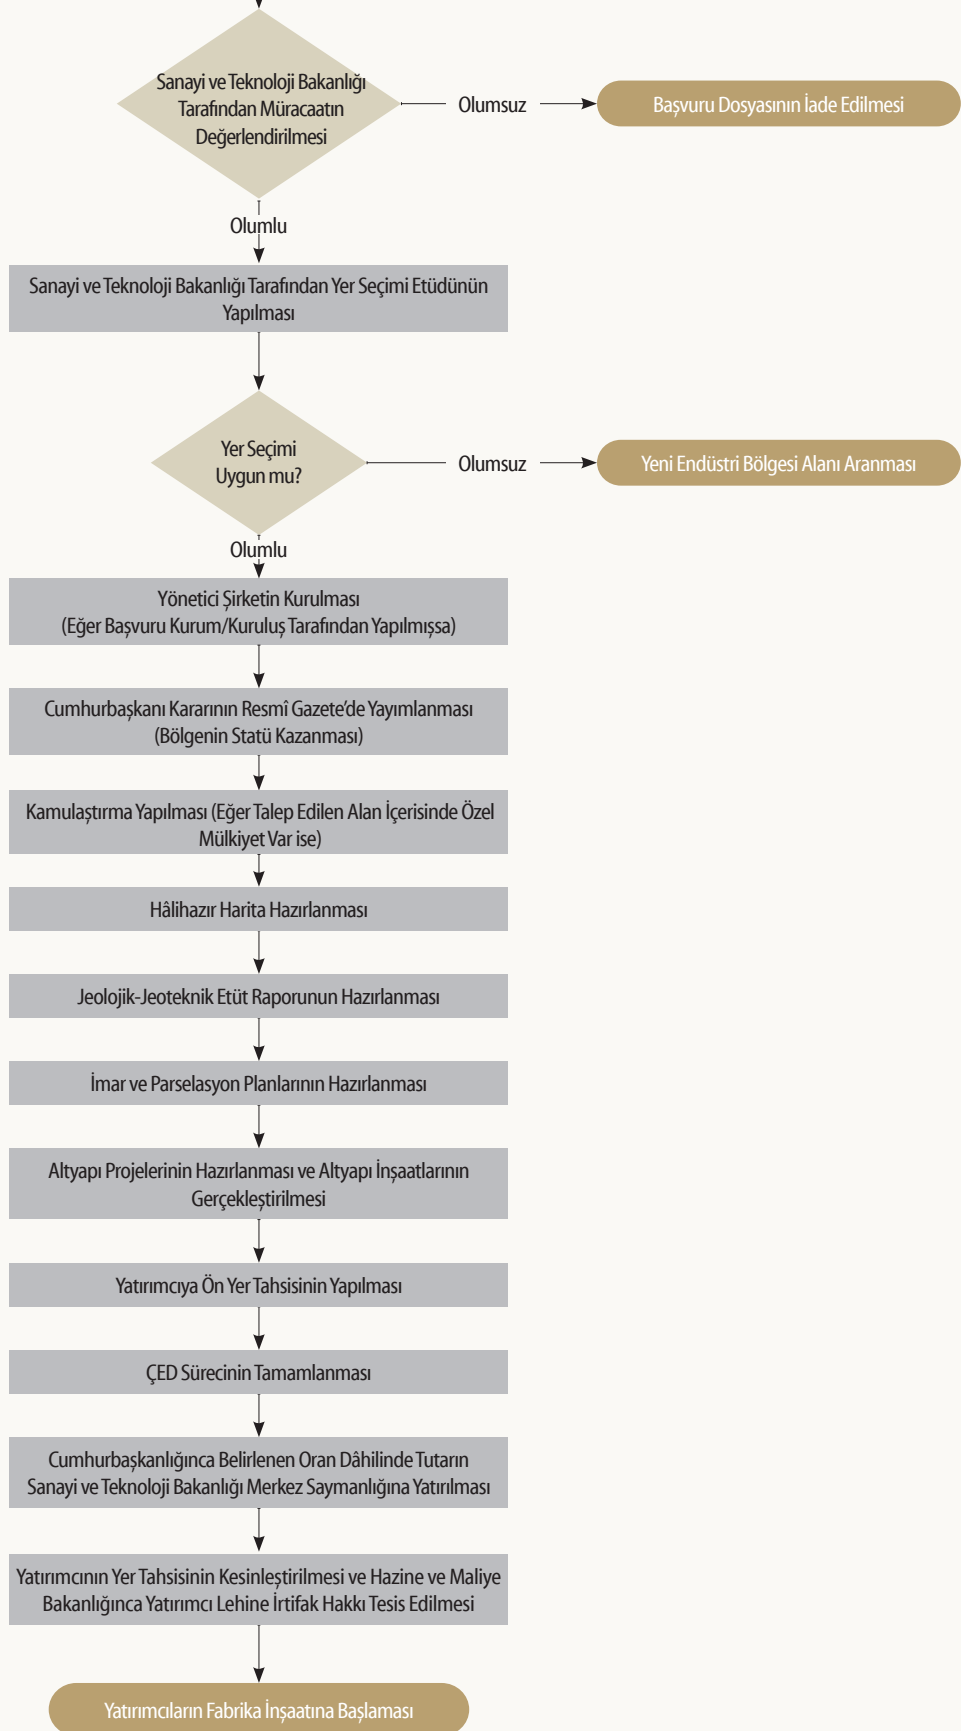 Sanayi ve Teknoloji Bakanlığı
Tarafından Müracaatın
Değerlendirilmesi
Olumsuz
Başvuru Dosyasının İade Edilmesi
Olumlu
Sanayi ve Teknoloji Bakanlığı Tarafından Yer Seçimi Etüdünün
Yapılması
Yer Seçimi
Uygun mu?
Olumsuz
Yeni Endüstri Bölgesi Alanı Aranması
Olumlu
Yönetici Şirketin Kurulması
(Eğer Başvuru Kurum/Kuruluş Tarafından Yapılmışsa)
Cumhurbaşkanı Kararının Resmî Gazete’de Yayımlanması
(Bölgenin Statü Kazanması)
Kamulaştırma Yapılması (Eğer Talep Edilen Alan İçerisinde Özel
Mülkiyet Var ise)
Hâlihazır Harita Hazırlanması
Jeolojik-Jeoteknik Etüt Raporunun Hazırlanması
İmar ve Parselasyon Planlarının Hazırlanması
Altyapı Projelerinin Hazırlanması ve Altyapı İnşaatlarının
Gerçekleştirilmesi
Yatırımcıya Ön Yer Tahsisinin Yapılması
ÇED Sürecinin Tamamlanması
Cumhurbaşkanlığınca Belirlenen Oran Dâhilinde Tutarın
Sanayi ve Teknoloji Bakanlığı Merkez Saymanlığına Yatırılması
Yatırımcının Yer Tahsisinin Kesinleştirilmesi ve Hazine ve Maliye
Bakanlığınca Yatırımcı Lehine İrtifak Hakkı Tesis Edilmesi
Yatırımcıların Fabrika İnşaatına Başlaması